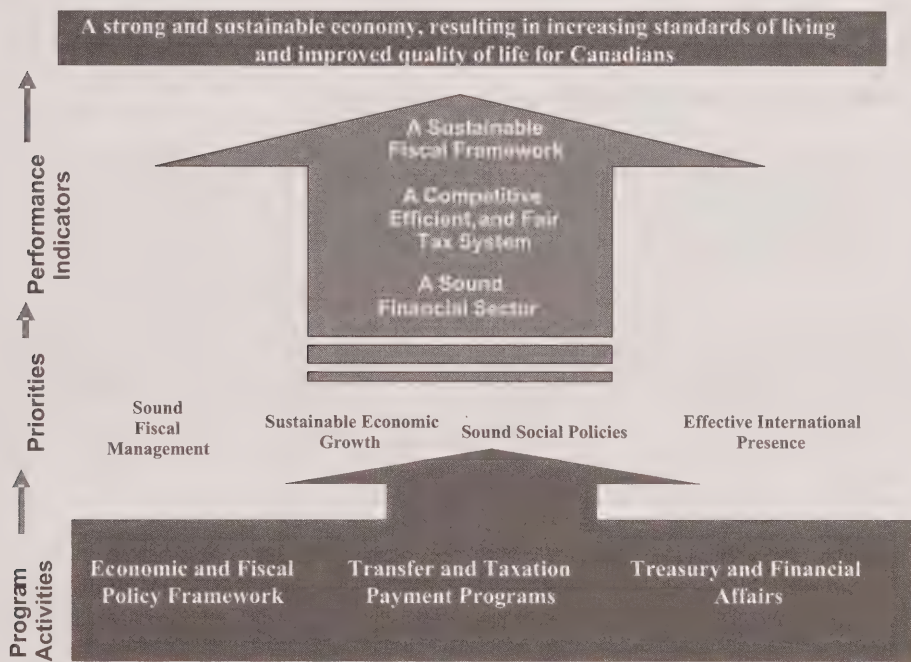 A strong and sustainable economy, resulting in increasing standards of living
and improved quality of life for Canadians
Performance
Indicators
A Sustainable
Fiscal Framework
A Competitive
Efficient, and Fair
Tax System
A Sound
Financial Sector
Priorities
Sound
Fiscal
Management
Sustainable Economic
Growth
Sound Social Policies
Effective International
Presence
Program
Activities
Economic and Fiscal
Policy Framework
Transfer and Taxation
Payment Programs
Treasury and Financial
Affairs